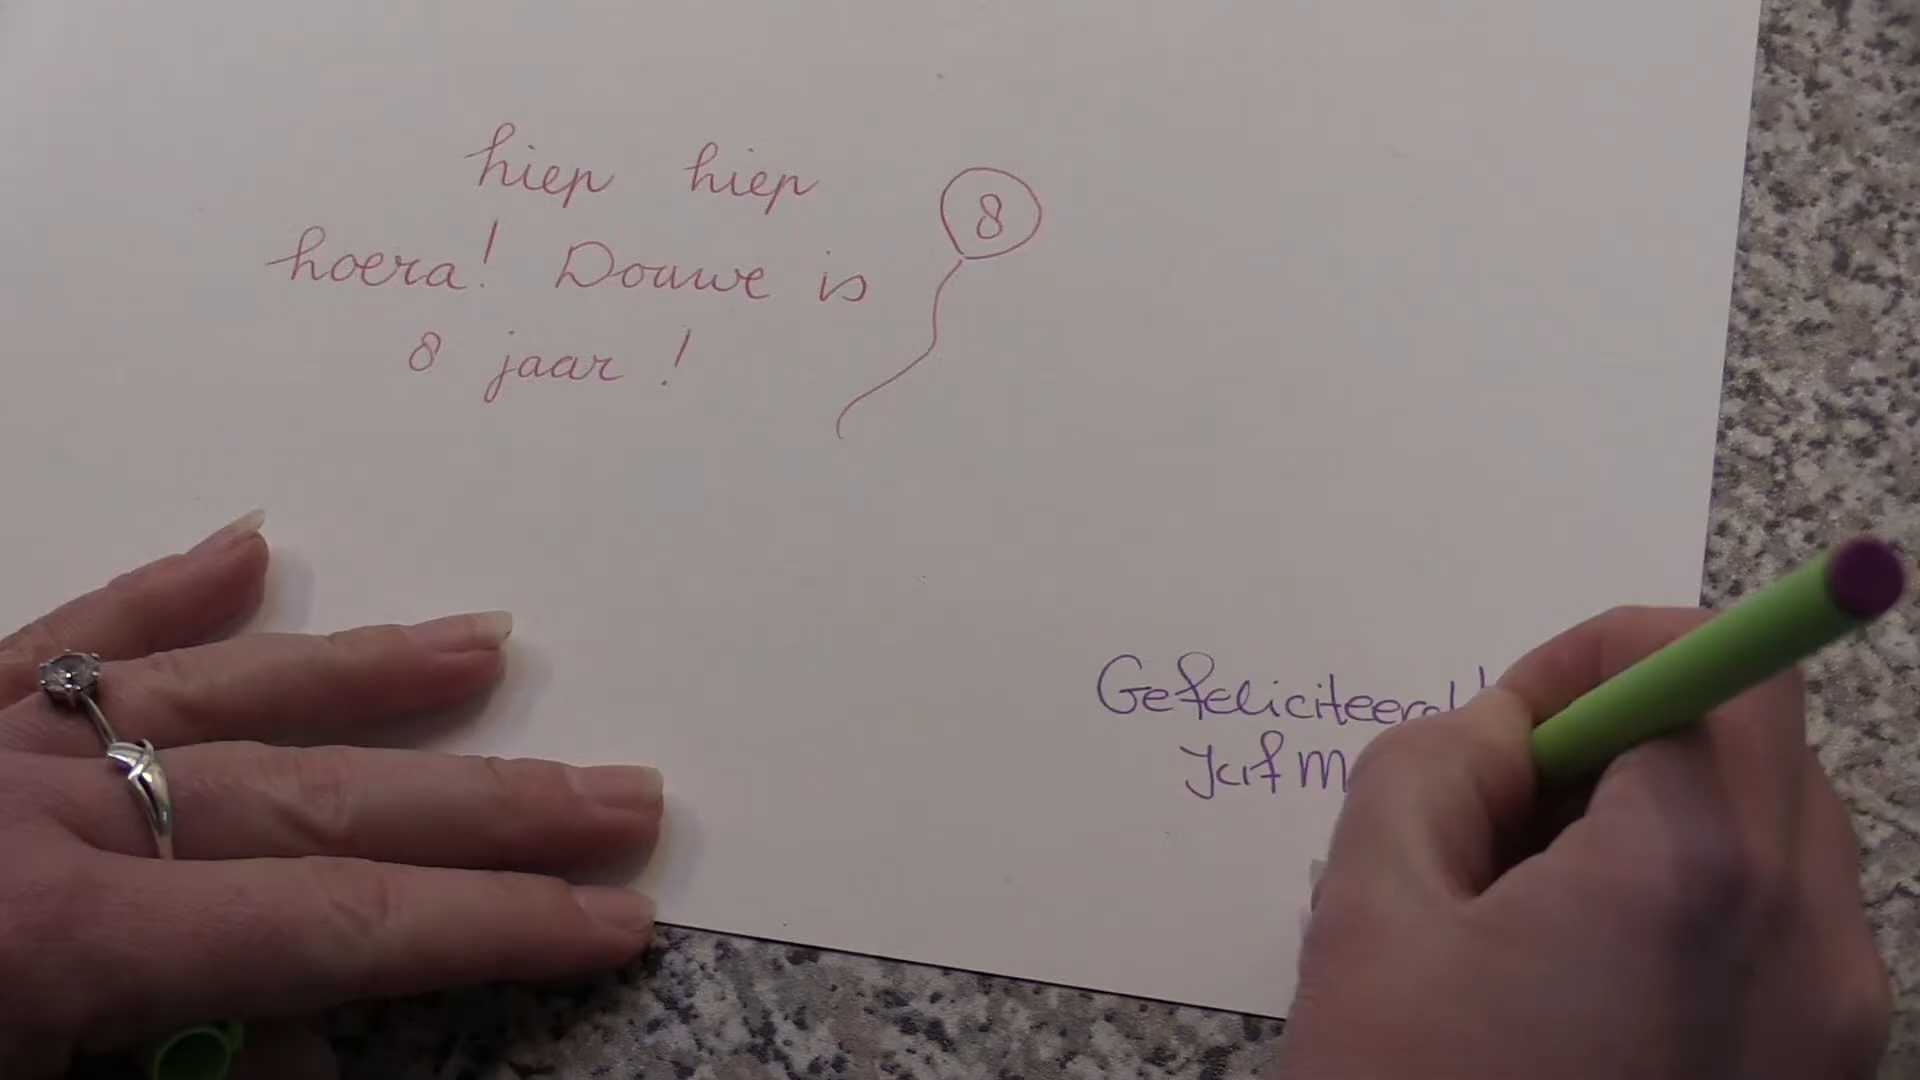 hiep hiep
8
hoera! Douwe is
8 jaar!
Gefeliciteerd!
Juf